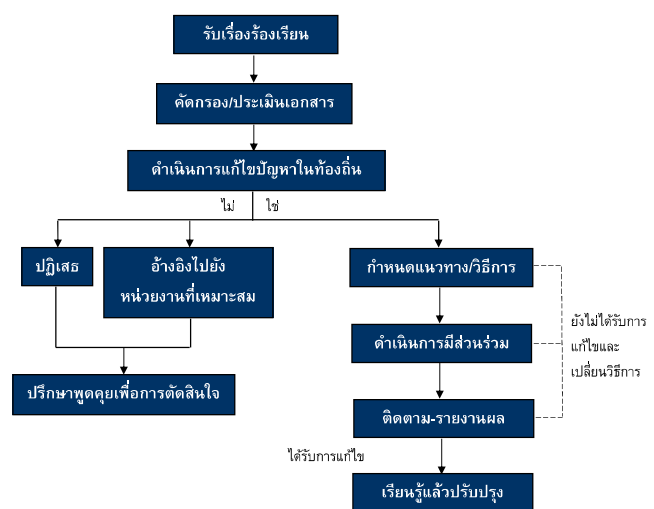 รับเรื่องร้องเรียน
คัดกรอง/ประเมินเอกสาร
ดำเนินการแก้ไขปัญหาในท้องถิ่น
ไม่
ใช่
ปฏิเสธ
อ้างอิงไปยัง
หน่วยงานที่เหมาะสม
กำหนดแนวทาง/วิธีการ
ยังไม่ได้รับการ
แก้ไขและ
เปลี่ยนวิธีการ
ดำเนินการมีส่วนร่วม
ปรึกษาพูดคุยเพื่อการตัดสินใจ
ติดตาม-รายงานผล
ได้รับการแก้ไข
เรียนรู้แล้วปรับปรุง